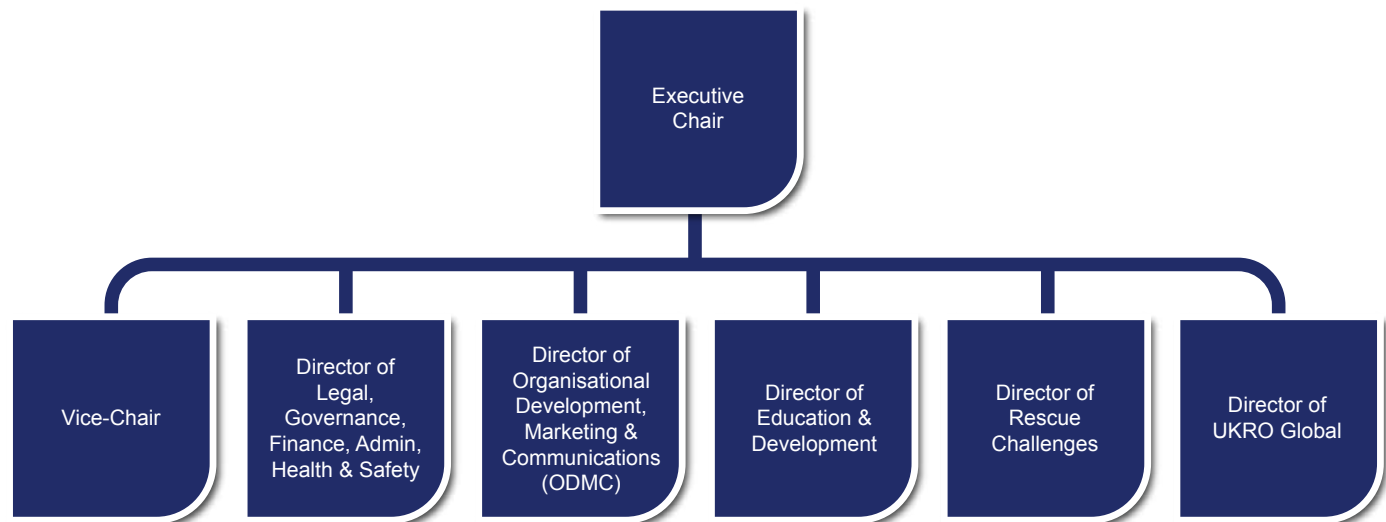 Executive
Chair
Vice-Chair
Director of
Legal,
Governance,
Finance, Admin,
Health & Safety
Director of
Organisational
Development,
Marketing &
Communications
(ODMC)
Director of
Education &
Development
Director of
Rescue
Challenges
Director of
UKRO Global